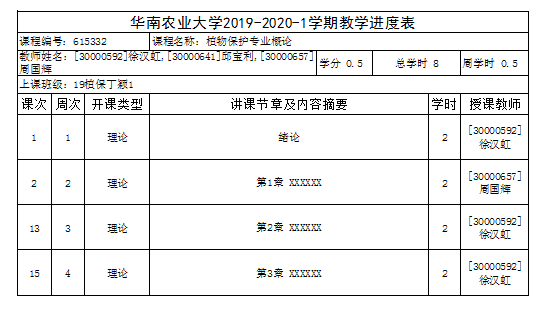 华南农业大学2019-2020-1学期教学进度表
课程编号: 615332 课程名称: 植物保护专业概论
教师姓名: [30000592]徐汉虹,[30000641]邱宝利,[30000657]周国辉 学分 0.5 总学时 8 周学时 0.5
上课班级: 19植保丁颖1
课次 周次 开课类型 讲课节章及内容摘要 学时 授课教师
1 1 理论 绪论 2 [30000592]徐汉虹
2 2 理论 第1章 XXXXXX 2 [30000657]周国辉
13 3 理论 第2章 XXXXXX 2 [30000592]徐汉虹
15 4 理论 第3章 XXXXXX 2 [30000592]徐汉虹